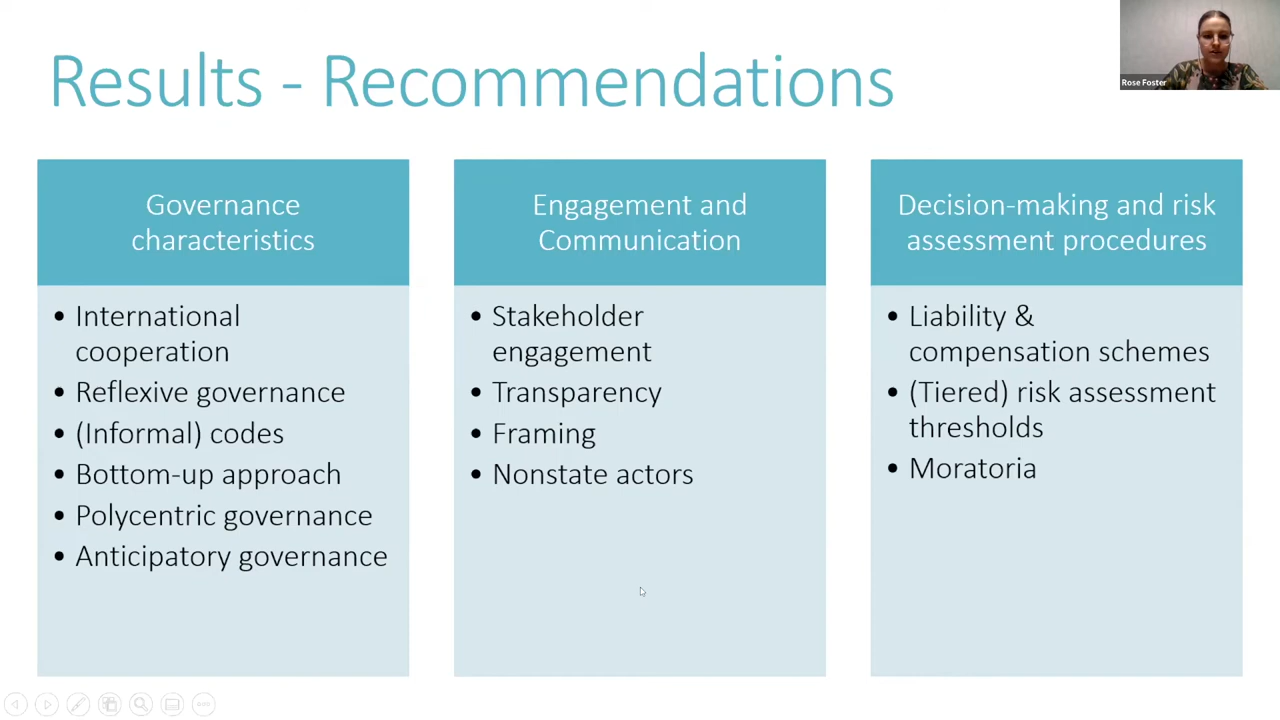 Results - Recommendations
Rose Foster
Governance
characteristics
• International
cooperation
• Reflexive governance
• (Informal) codes
• Bottom-up approach
• Polycentric governance
• Anticipatory governance
Engagement and
Communication
• Stakeholder
engagement
• Transparency
• Framing
• Nonstate actors
Decision-making and risk
assessment procedures
• Liability &
compensation schemes
• (Tiered) risk assessment
thresholds
• Moratoria